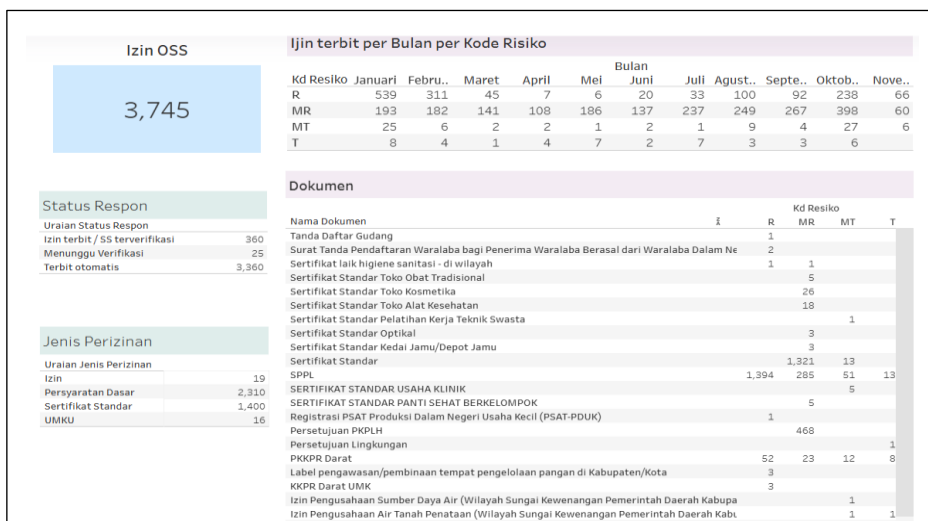 Izin OSS
3,745
Ijin terbit per Bulan per Kode Risiko
Bulan
Kd Resiko Januari Febru.. Maret April Mei Juni Juli Agust.. Septe.. Oktob.. Nove..
R 539 311 45 7 6 20 33 100 92 238 66
MR 193 182 141 108 186 137 237 249 267 398 60
MT 25 6 2 2 1 2 1 9 4 27 6
T 8 4 1 4 7 2 7 3 3 6
Status Respon
Uraian Status Respon
Izin terbit / SS terverifikasi 360
Menunggu Verifikasi 25
Terbit otomatis 3,360
Jenis Perizinan
Uraian Jenis Perizinan
Izin 19
Persyaratan Dasar 2,310
Sertifikat Standar 1,400
UMKU 16
Dokumen
Kd Resiko
Nama Dokumen R MR MT T
Tanda Daftar Gudang 1
Surat Tanda Pendaftaran Waralaba bagi Penerima Waralaba Berasal dari Waralaba Dalam Ne 2
Sertifikat laik higiene sanitasi - di wilayah 1 1
Sertifikat Standar Toko Obat Tradisional 5
Sertifikat Standar Toko Kosmetika 26
Sertifikat Standar Toko Alat Kesehatan 18
Sertifikat Standar Pelatihan Kerja Teknik Swasta 1
Sertifikat Standar Optikal 3
Sertifikat Standar Kedai Jamu/Depot Jamu 3
Sertifikat Standar 1,321 13
SPPL 1,394 285 51 13
SERTIFIKAT STANDAR USAHA KLINIK 5
SERTIFIKAT STANDAR PANTI SEHAT BERKELOMPOK 5
Registrasi PSAT Produksi Dalam Negeri Usaha Kecil (PSAT-PDUK) 1
Persetujuan PKPLH 468
Persetujuan Lingkungan 1
PKKPR Darat 52 23 12 8
Label pengawasan/pembinaan tempat pengelolaan pangan di Kabupaten/Kota 3
KKPR Darat UMK 3
Izin Pengusahaan Sumber Daya Air (Wilayah Sungai Kewenangan Pemerintah Daerah Kabupa 1
Izin Pengusahaan Air Tanah Penataan (Wilayah Sungai Kewenangan Pemerintah Daerah Kabu 1 1